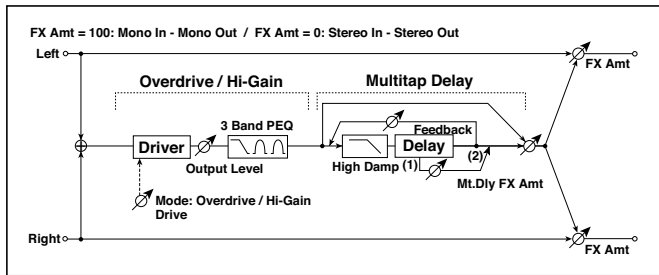 FX Amt = 100: Mono In - Mono Out / FX Amt = 0: Stereo In - Stereo Out
Left
FX Amt
Overdrive / Hi-Gain
Multitap Delay
3 Band PEQ
Feedback
Driver
Delay
Output Level
High Damp
(1)
(2)
Mt.Dly FX Amt
Mode: Overdrive / Hi-Gain
Drive
Right
FX Amt